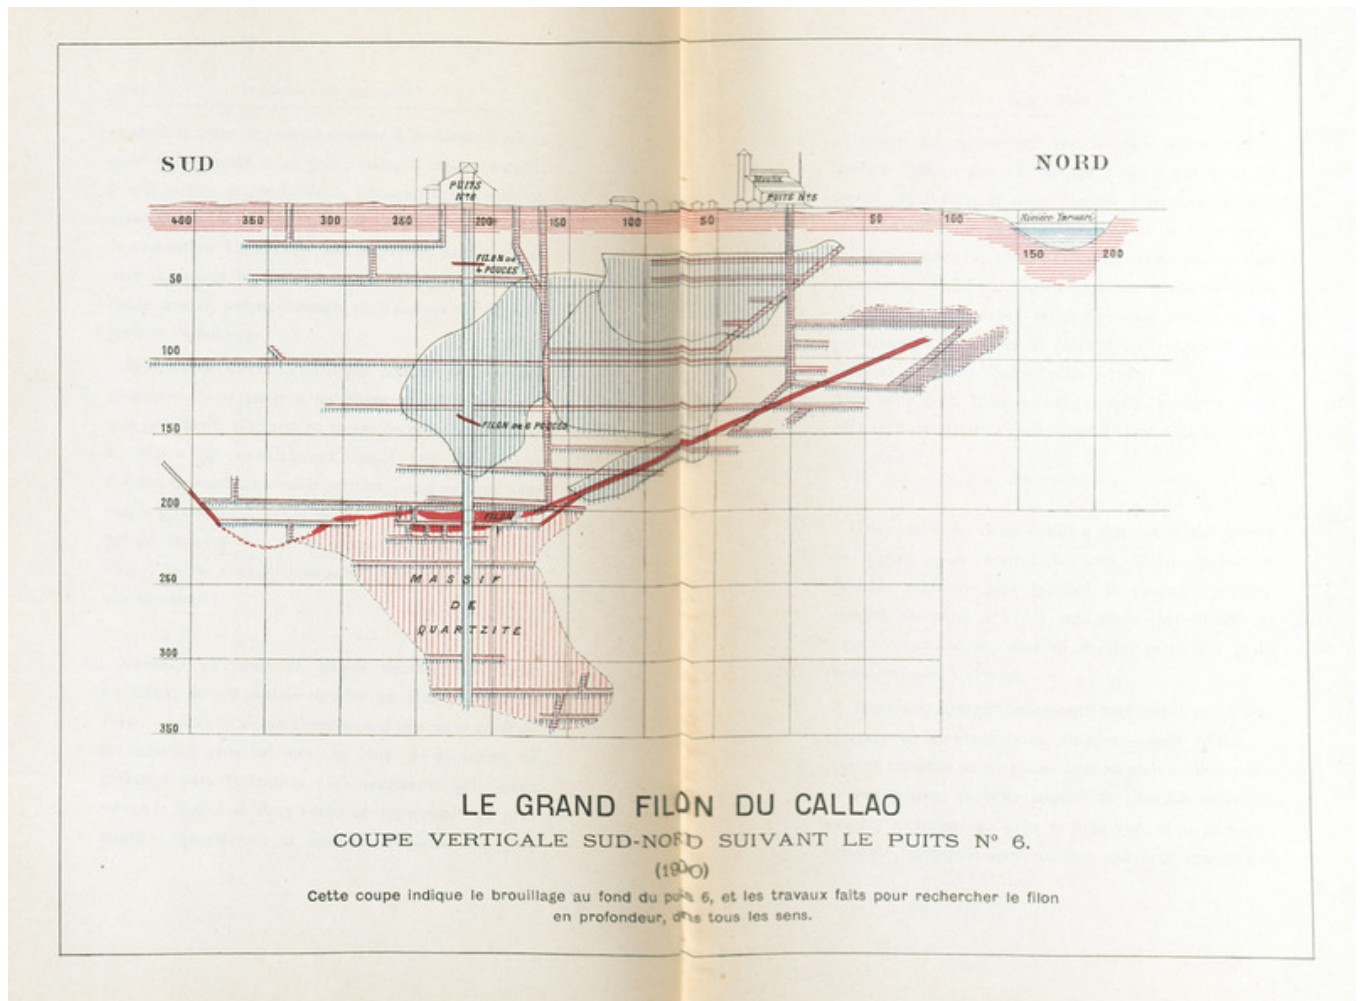 SUD
NORD
PUITS
Nº6
Moulin
PUITS Nº5
400 350 300 250 200 150 100 50 50 100
Rivière Yuruari
150 200
FILON de
4 POUCES
50
100
FILON de 6 POUCES
150
200
FILON
250
MASSIF
DE
QUARTZITE
300
350
LE GRAND FILON DU CALLAO
COUPE VERTICALE SUD-NORD SUIVANT LE PUITS Nº 6.
Cette coupe indique le brouillage au fond du puits 6, et les travaux faits pour rechercher le filon
en profondeur, dans tous les sens.